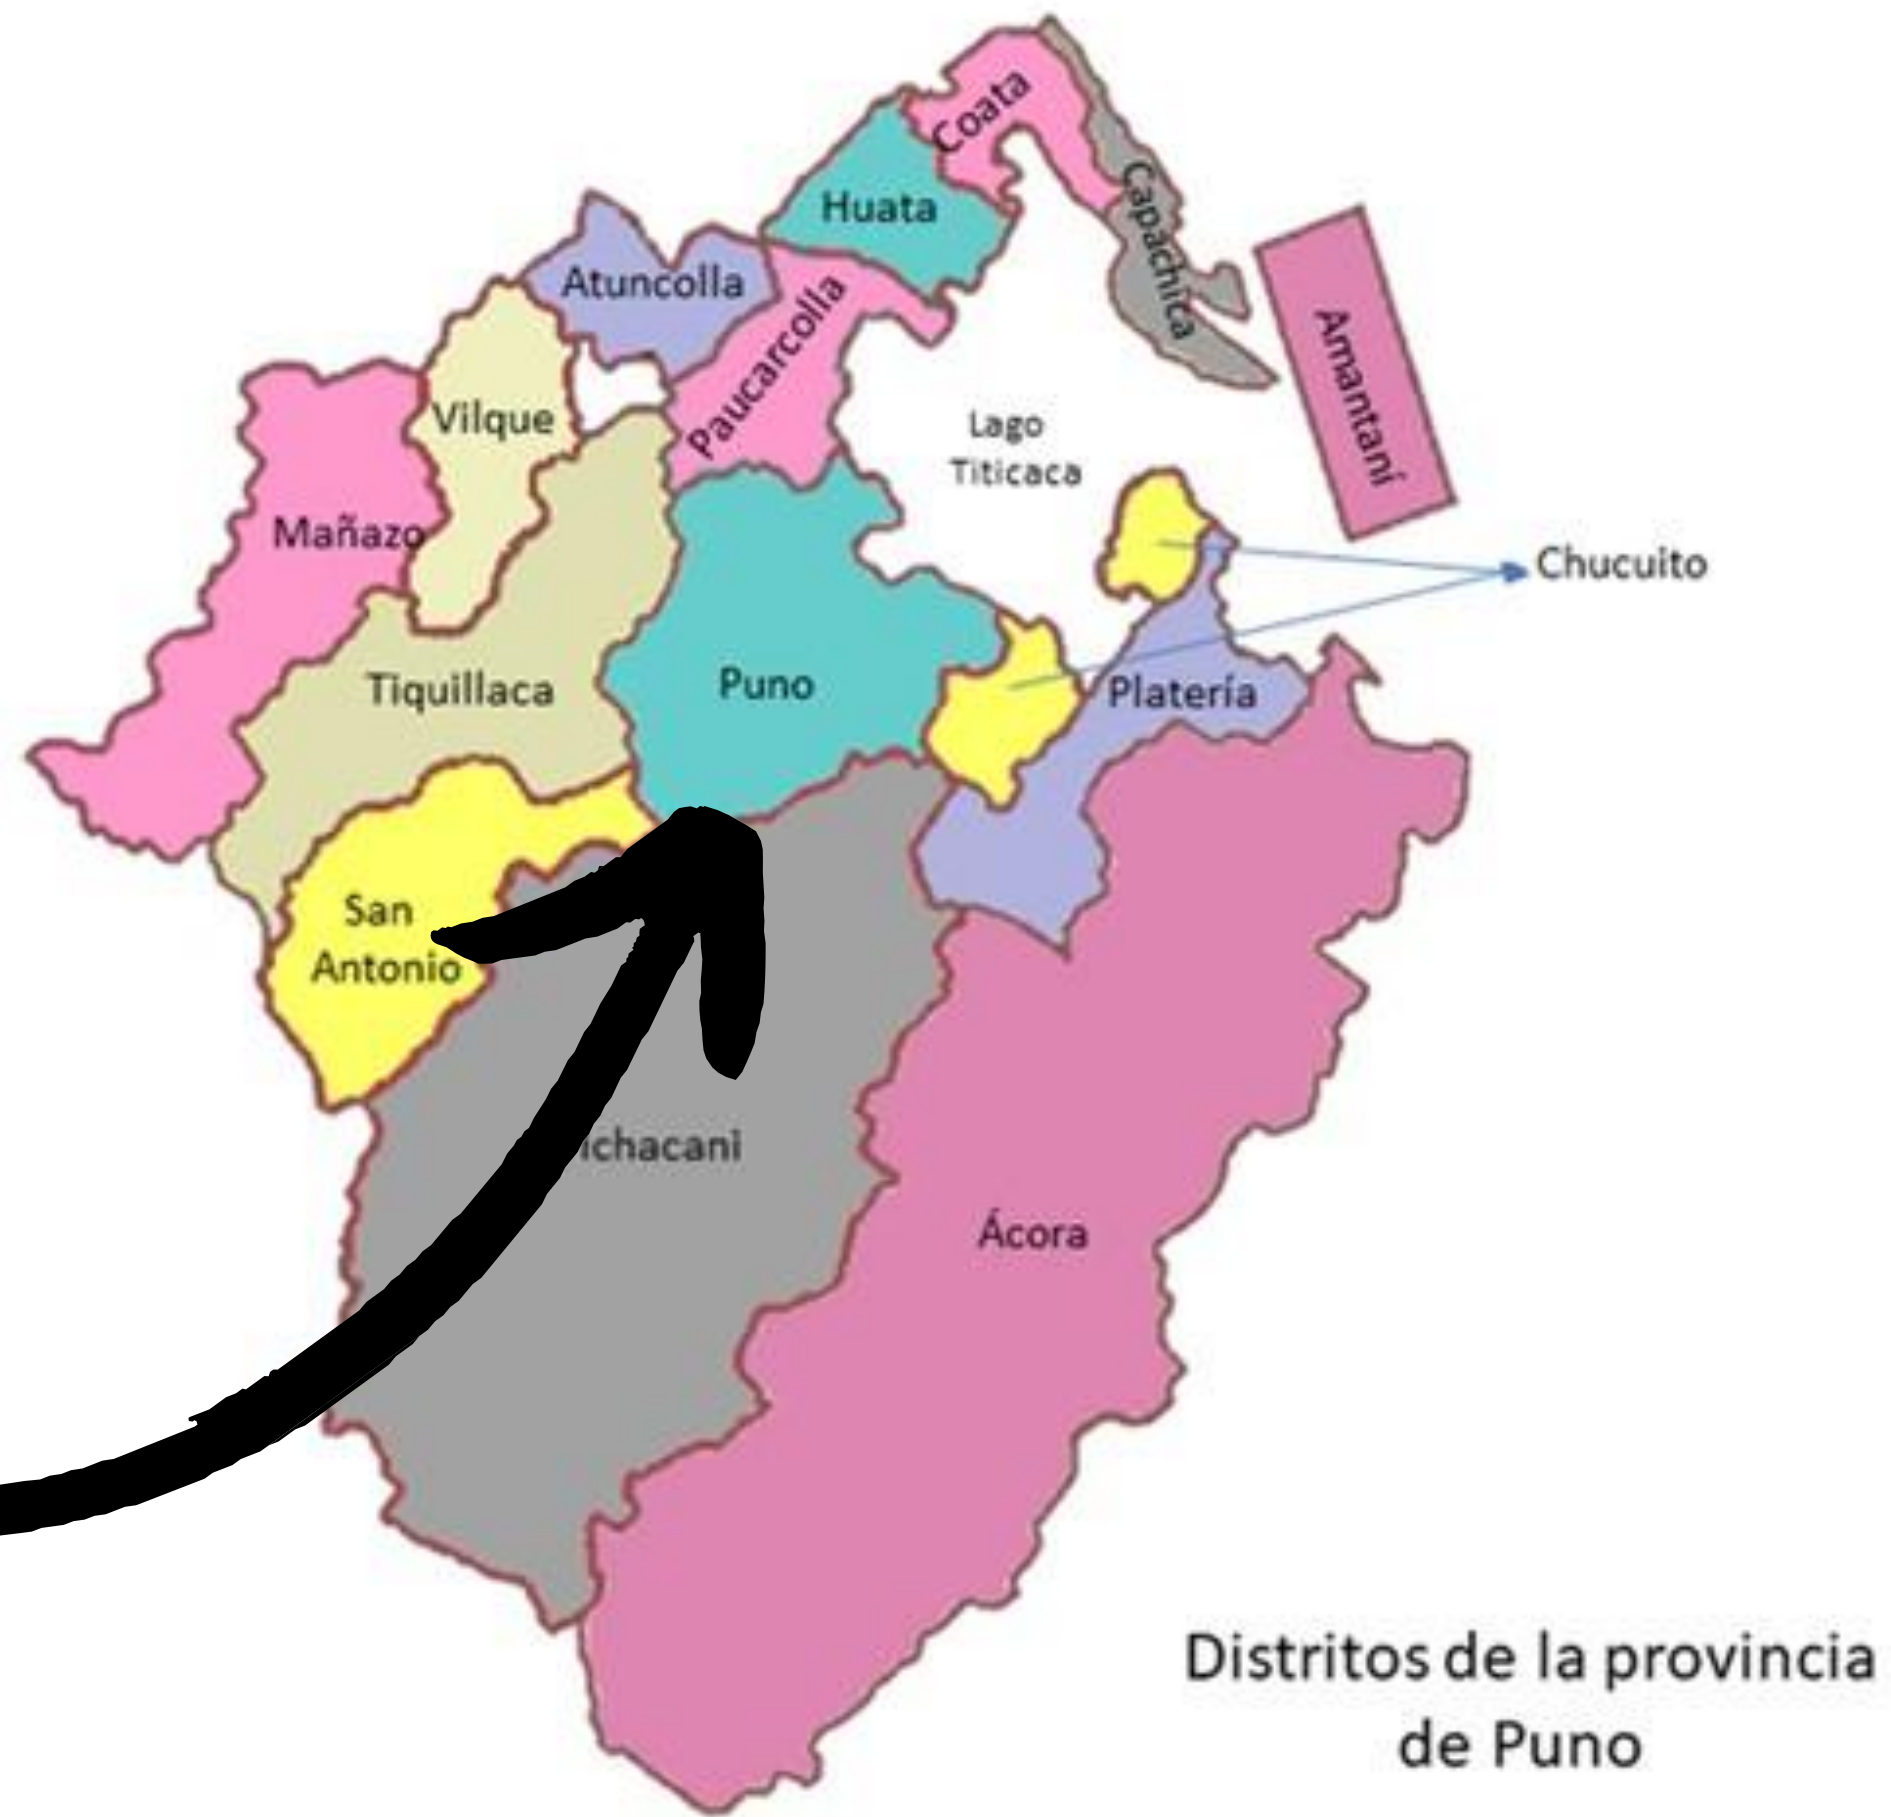 Coata
Huata
Capachica
Atuncolla
Paucarcolla
Amantaní
Vilque
Lago
Titicaca
Mañazo
Chucuito
Tiquillaca
Puno
Platería
San
Antonio
Ácora
Distritos de la provincia
de Puno